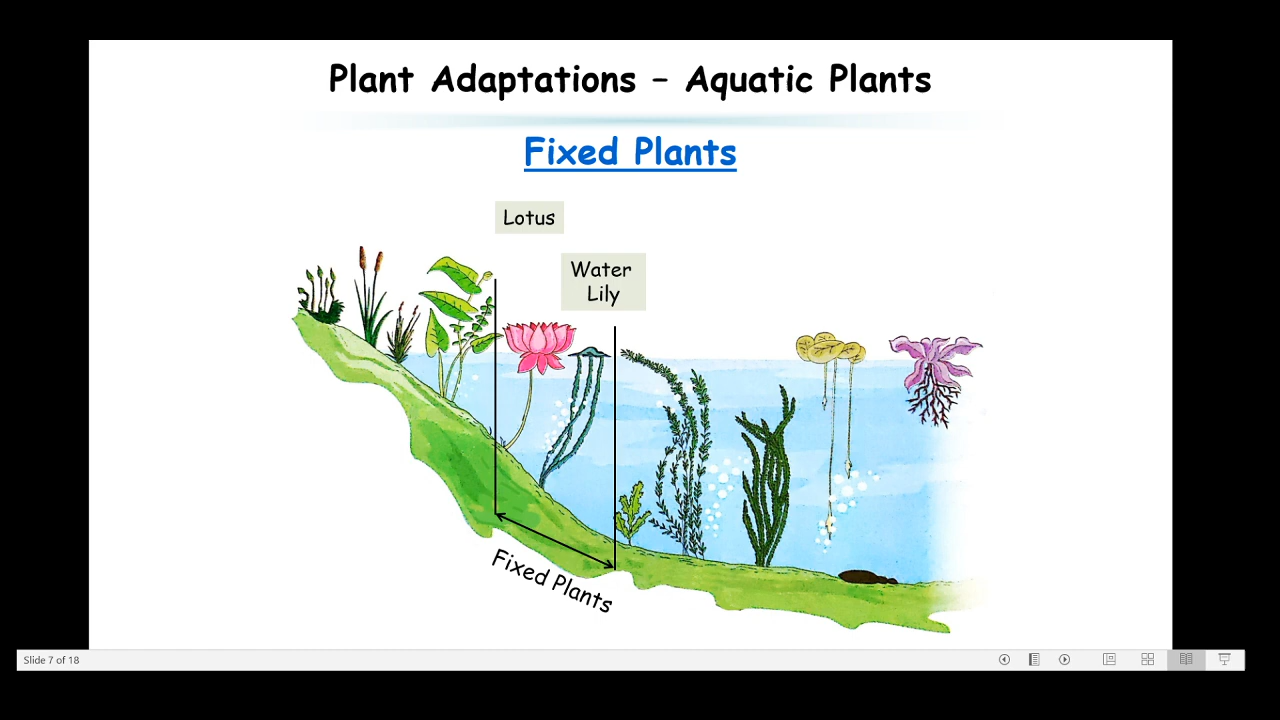 Plant Adaptations – Aquatic Plants
Fixed Plants
Lotus
Water
Lily
Fixed Plants
Slide 7 of 18